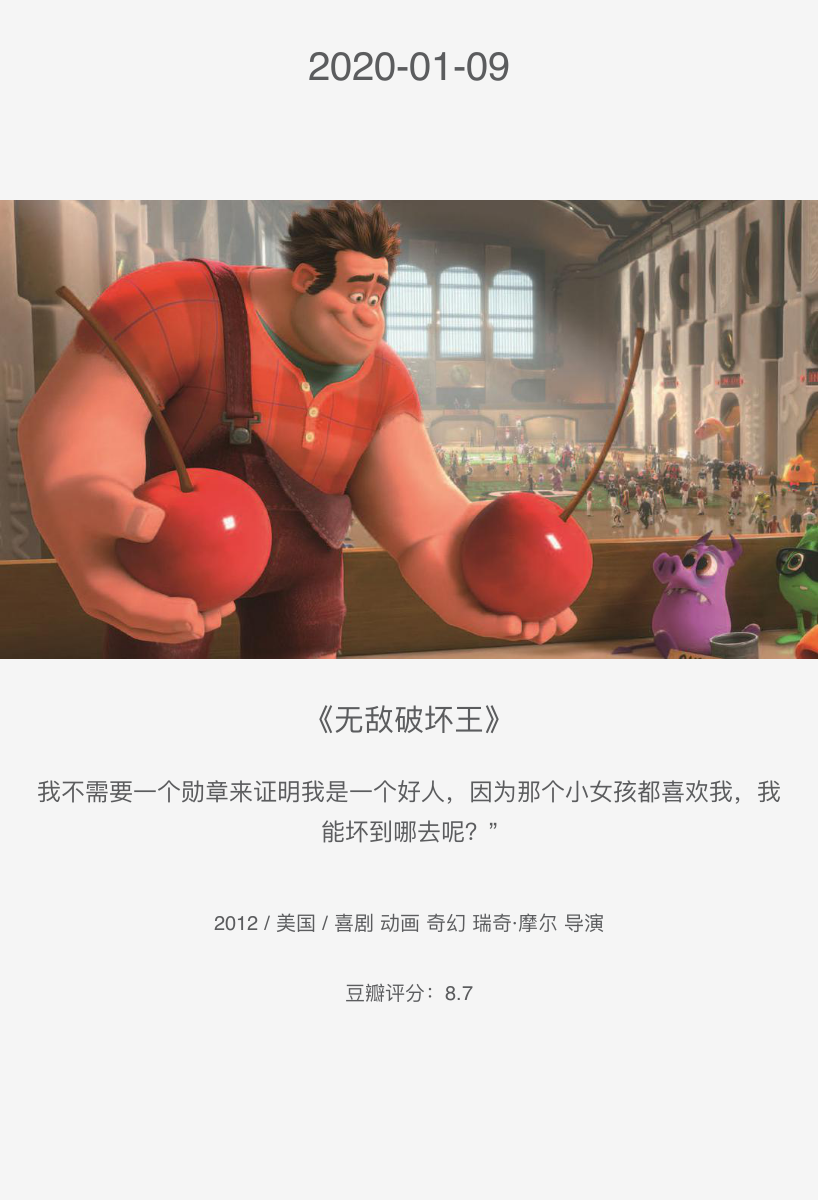 2020-01-09
WHITE
《无敌破坏王》
我不需要一个勋章来证明我是一个好人，因为那个小女孩都喜欢我，我
能坏到哪去呢？”
2012 / 美国 / 喜剧 动画 奇幻 瑞奇·摩尔 导演
豆瓣评分：8.7